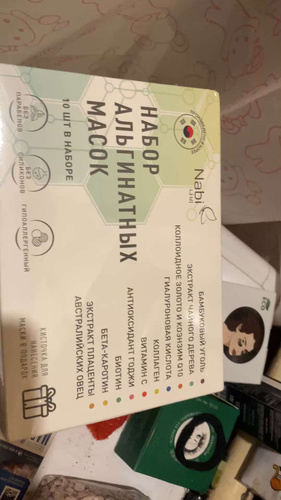 НАБОР
АЛЬГИНАТНЫХ
МАСОК
10 ШТ В НАБОРЕ
БЕЗ
ПАРАБЕНОВ
БЕЗ
СИЛИКОНОВ
ГИПОАЛЛЕРГЕННЫЙ
Nabi
БАМБУКОВЫЙ УГОЛЬ
ЭКСТРАКТ ЧАЙНОГО ДЕРЕВА
КОЛЛОИДНОЕ ЗОЛОТО И КОЭНЗИМ Q10
ГИАЛУРОНОВАЯ КИСЛОТА
КОЛЛАГЕН
ВИТАМИН С
АНТИОКСИДАНТ ГОДЖИ
БИОТИН
БЕТА-КАРОТИН
ЭКСТРАКТ ПЛАЦЕНТЫ
АВСТРАЛИЙСКИХ ОВЕЦ
КИСТОЧКА ДЛЯ
НАНЕСЕНИЯ
МАСКИ В ПОДАРОК